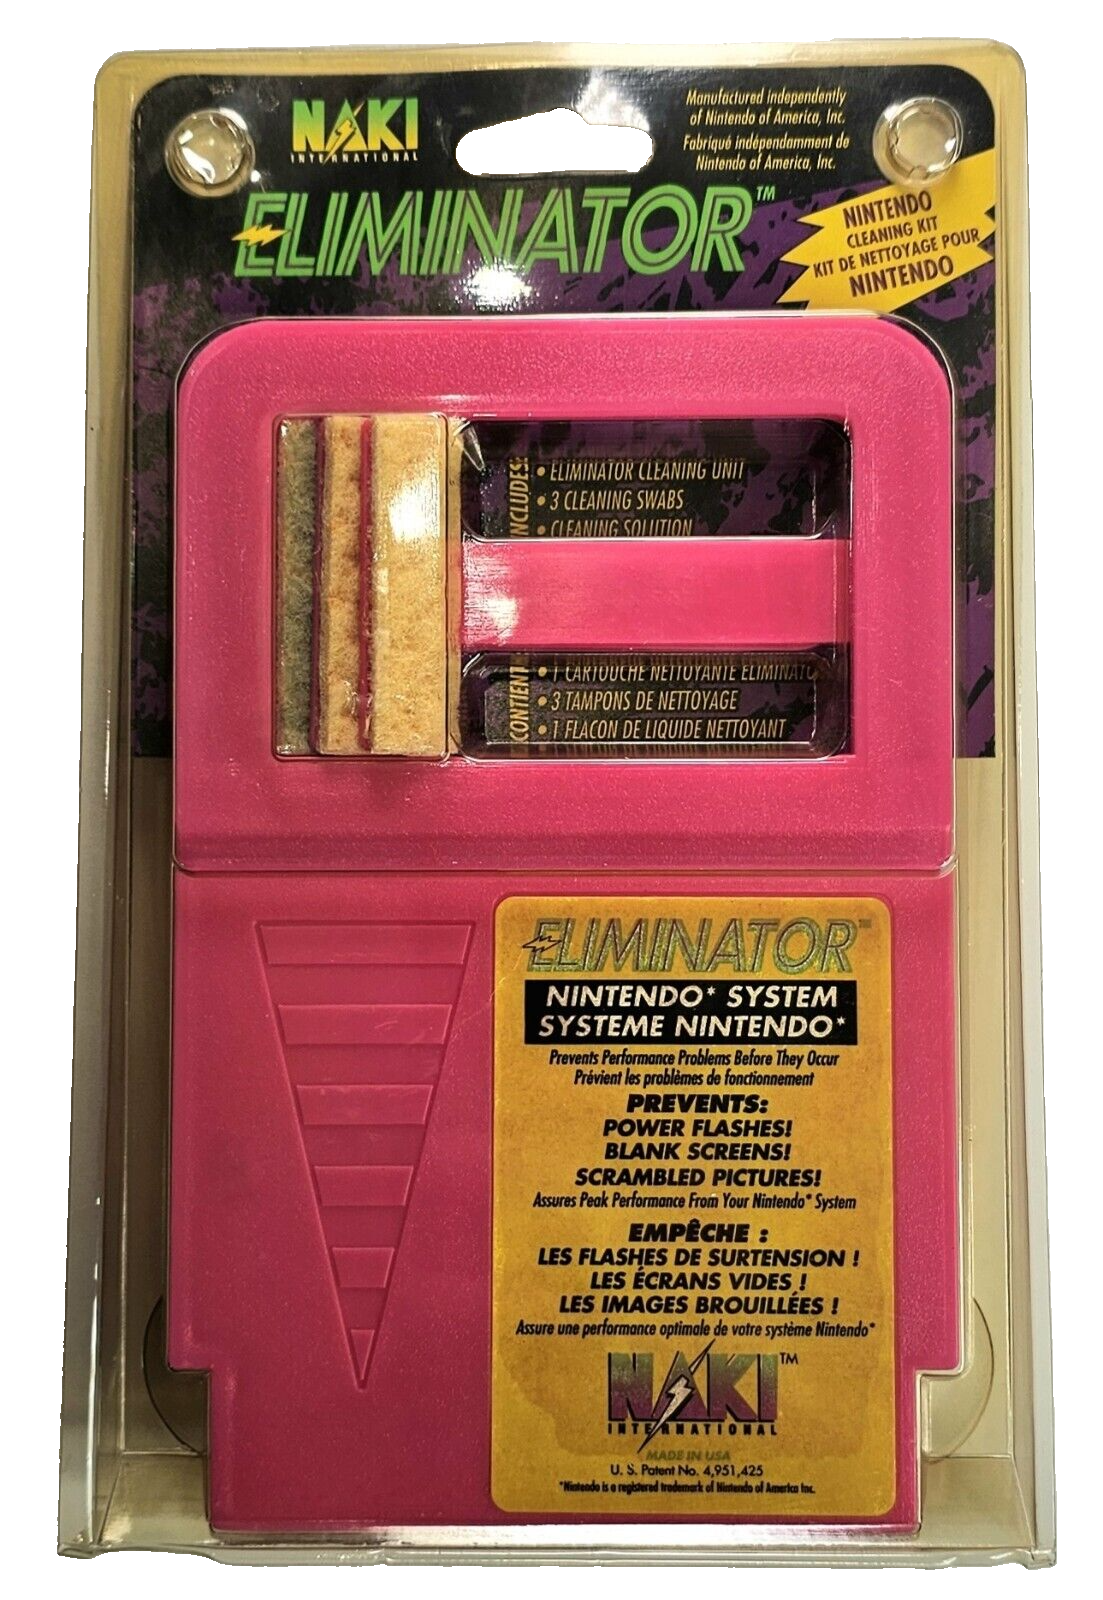 NAKI
INTERNATIONAL
Manufactured independently
of Nintendo of America, Inc.
Fabriqué indépendamment de
Nintendo of America, Inc.
ELIMINATOR™
NINTENDO
CLEANING KIT
KIT DE NETTOYAGE POUR
NINTENDO
INCLUDES:
• ELIMINATOR CLEANING UNIT
• 3 CLEANING SWABS
• CLEANING SOLUTION
CONTIENT
• 1 CARTOUCHE NETTOYANTE ELIMINATO
• 3 TAMPONS DE NETTOYAGE
• 1 FLACON DE LIQUIDE NETTOYANT
ELIMINATOR™
NINTENDO* SYSTEM
SYSTEME NINTENDO*
Prevents Performance Problems Before They Occur
Prévient les problèmes de fonctionnement
PREVENTS:
POWER FLASHES!
BLANK SCREENS!
SCRAMBLED PICTURES!
Assures Peak Performance From Your Nintendo* System
EMPÊCHE :
LES FLASHES DE SURTENSION !
LES ÉCRANS VIDES !
LES IMAGES BROUILLÉES !
Assure une performance optimale de votre système Nintendo*
NAKI™
INTERNATIONAL
MADE IN USA
U. S. Patent No. 4,951,425
*Nintendo is a registered trademark of Nintendo of America Inc.